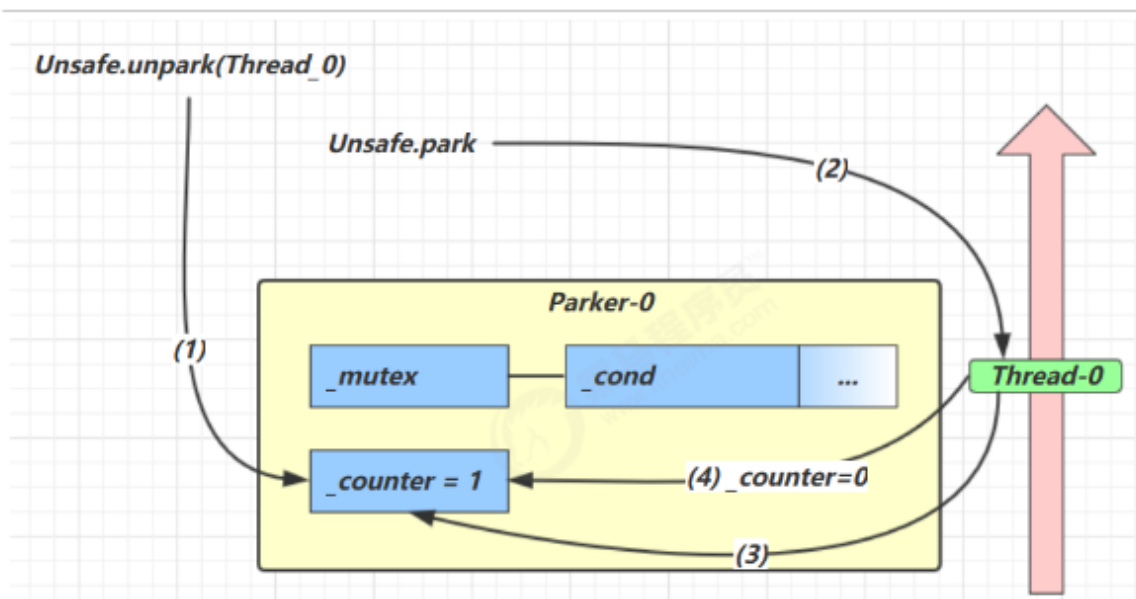 Unsafe.unpark(Thread_0)
Unsafe.park
(2)
Parker-0
(1)
_mutex
_cond
...
Thread-0
_counter = 1
(4) _counter=0
(3)